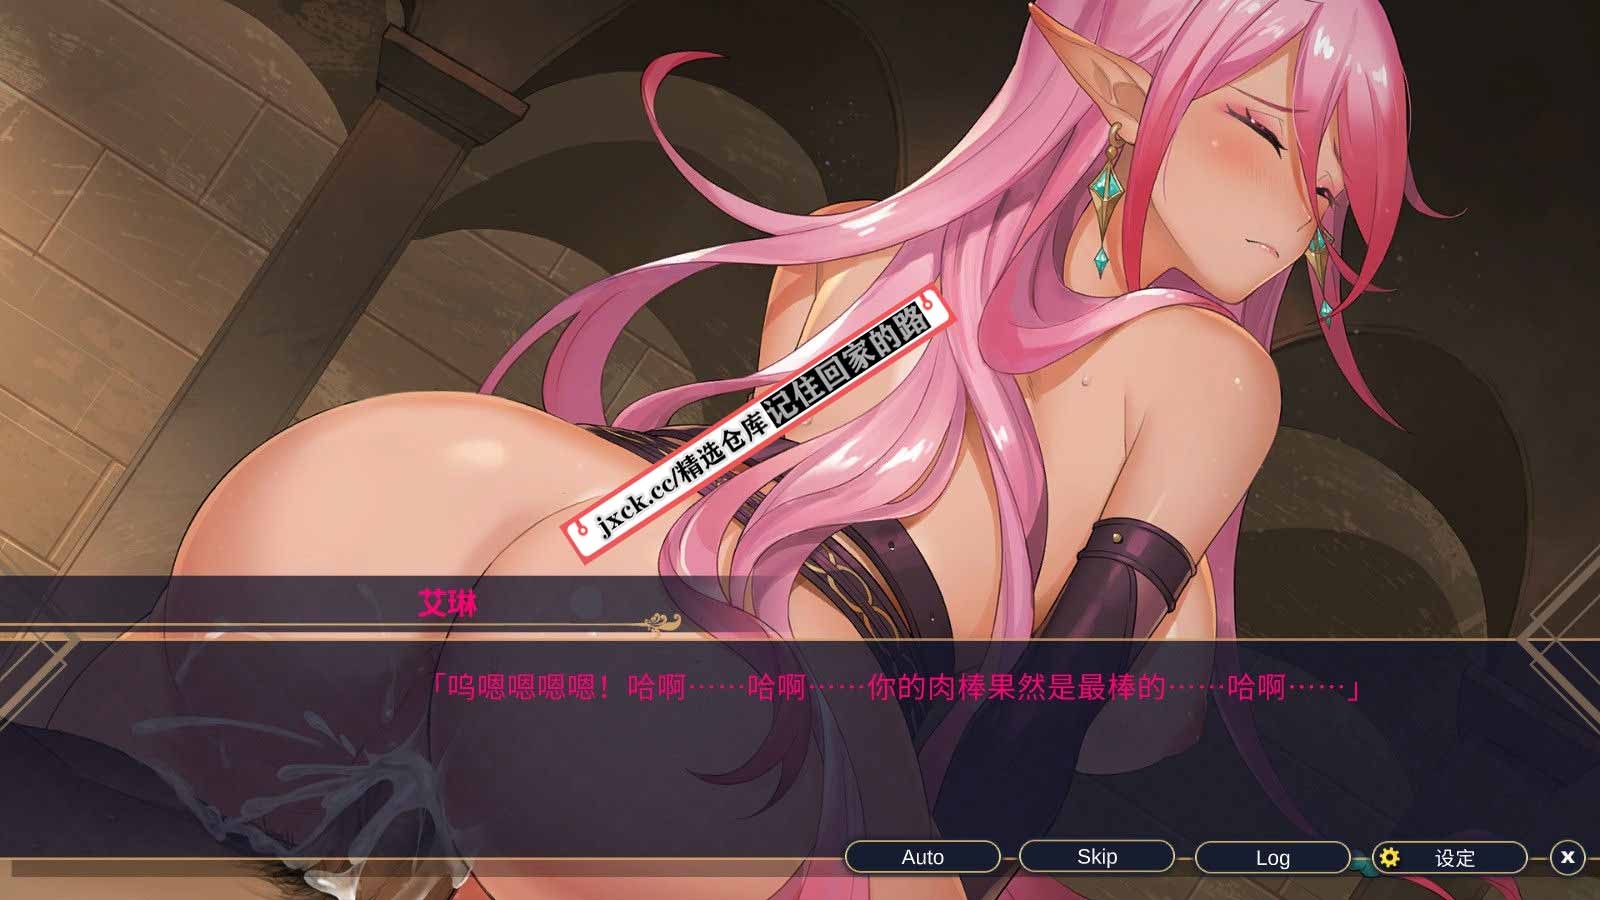 jxck.cc/精选仓库 记住回家的路
艾琳
「呜嗯嗯嗯嗯！哈啊……哈啊……你的肉棒果然是最棒的……哈啊……」
Auto
Skip
Log
设定
X